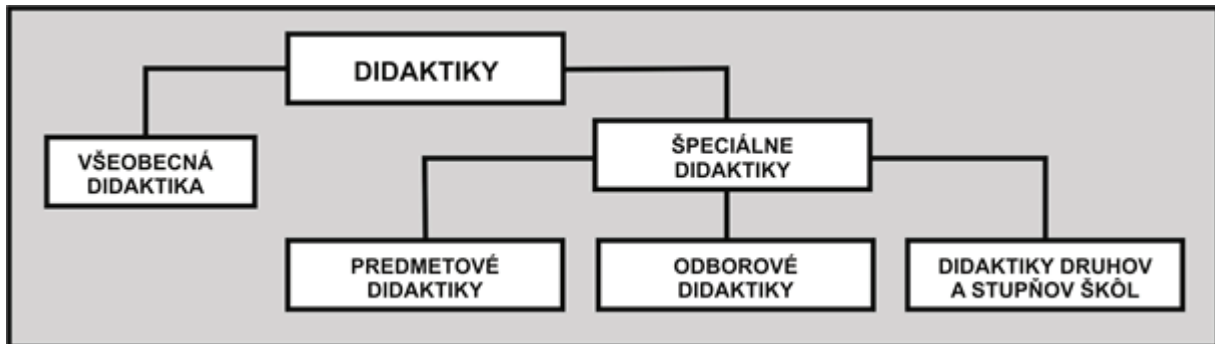 DIDAKTIKY
VŠEOBECNÁ
DIDAKTIKA
ŠPECIÁLNE
DIDAKTIKY
PREDMETOVÉ
DIDAKTIKY
ODBOROVÉ
DIDAKTIKY
DIDAKTIKY DRUHOV
A STUPŇOV ŠKÔL